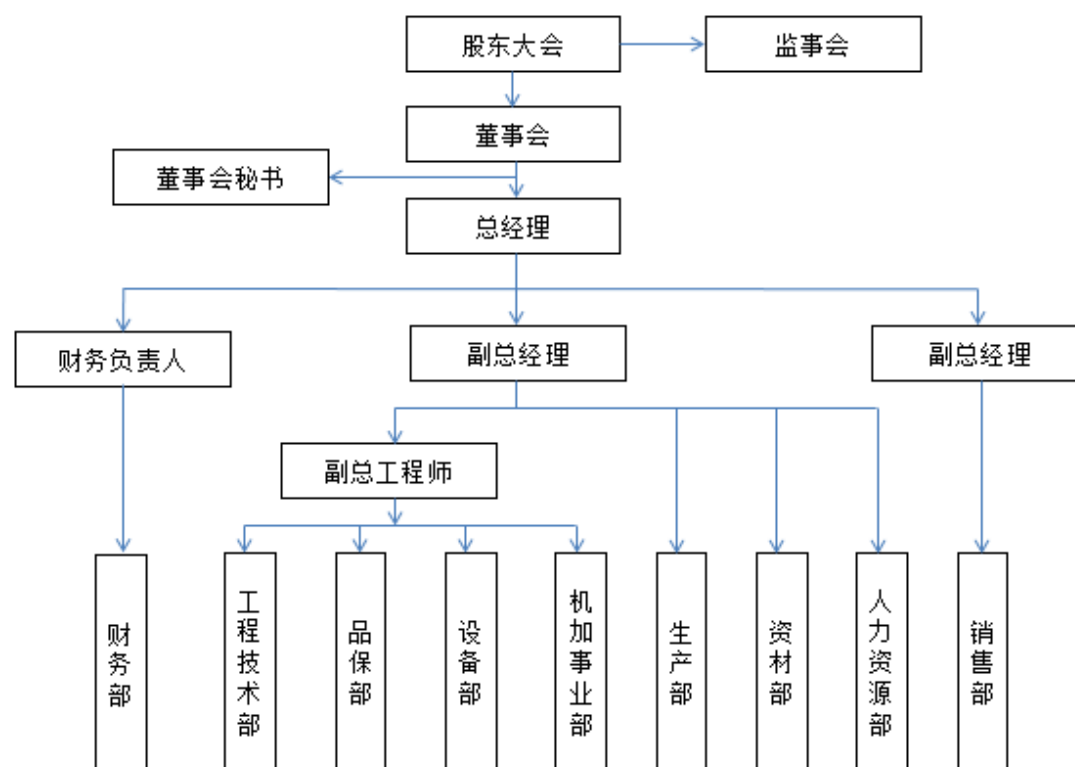 股东大会
监事会
董事会
董事会秘书
总经理
财务负责人
副总经理
副总经理
副总工程师
财务部
工程技术部
品保部
设备部
机加事业部
生产部
资材部
人力资源部
销售部